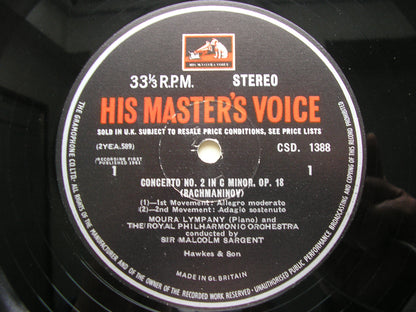 HIS MASTER'S VOICE
33⅓ R.P.M. STEREO
HIS MASTER'S VOICE
SOLD IN U.K. SUBJECT TO RESALE PRICE CONDITIONS, SEE PRICE LISTS
(2YEA.589) CSD. 1388
RECORDING FIRST
PUBLISHED 1961
1 1
CONCERTO NO. 2 IN C MINOR, OP. 18
(RACHMANINOV)
(1)—1st Movement: Allegro moderato
(2)—2nd Movement: Adagio sostenuto
MOURA LYMPANY (Piano) and
THE ROYAL PHILHARMONIC ORCHESTRA
conducted by
SIR MALCOLM SARGENT
Hawkes & Son
MADE IN GT. BRITAIN
THE GRAMOPHONE CO. LTD. ALL RIGHTS OF THE MANUFACTURER AND OF THE OWNER OF THE RECORDED WORK RESERVED—UNAUTHORISED PUBLIC PERFORMANCE BROADCASTING AND COPYING OF THIS RECORD PROHIBITED